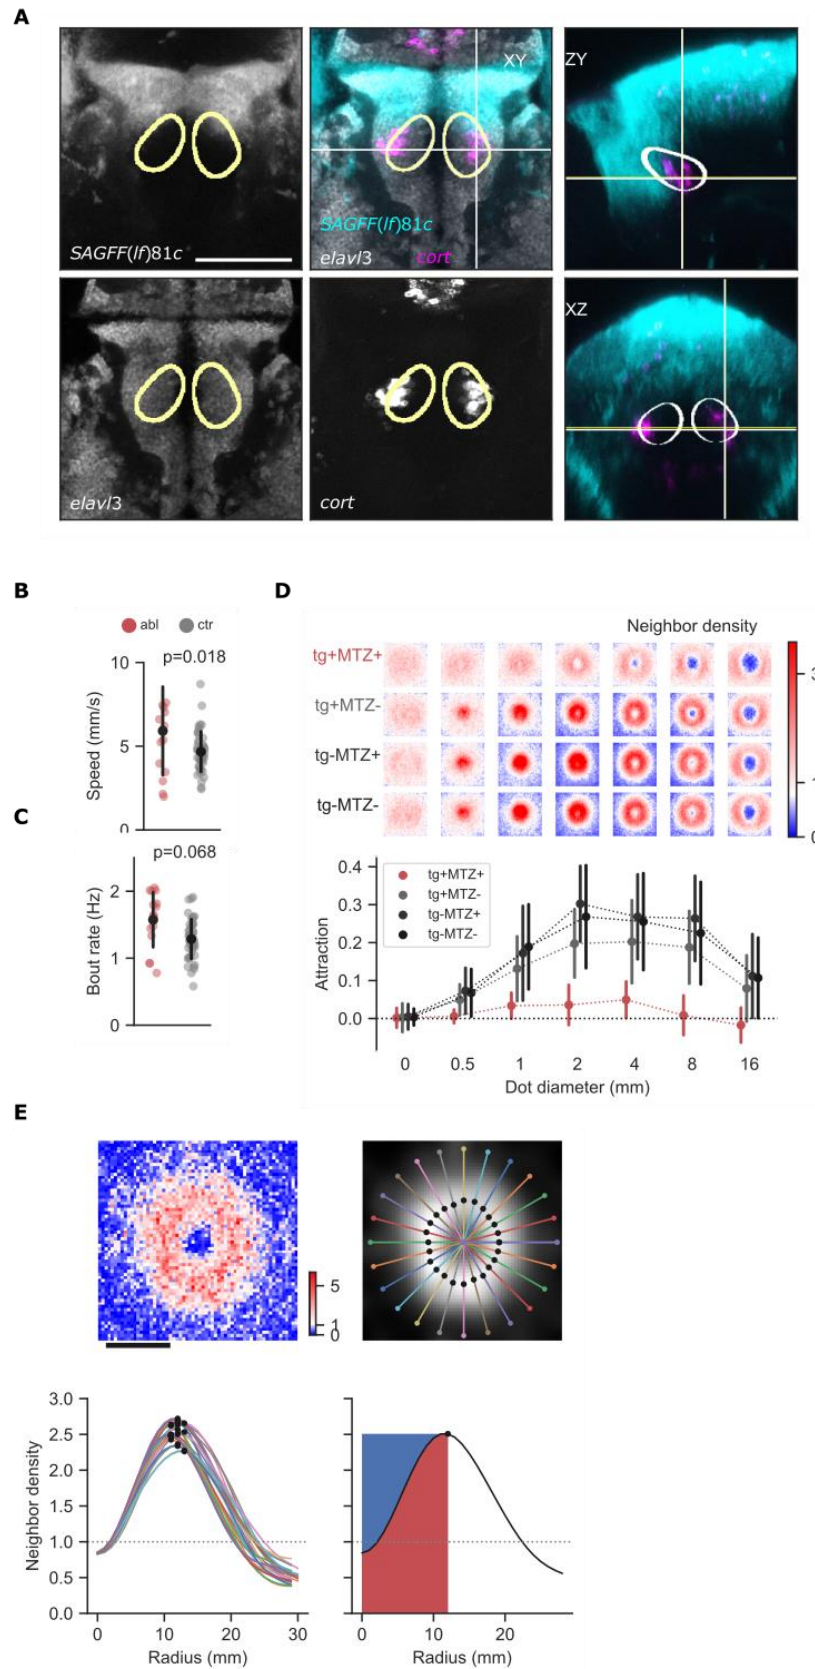 A
XY
ZY
SAGFF(lf)81c
SAGFF(lf)81c
elavl3
cort
XZ
elavl3
cort
B
D
abl
ctr
Neighbor density
p=0.018
10
5
0
Speed (mm/s)
tg+MTZ+
tg+MTZ-
tg-MTZ+
tg-MTZ-
3
1
0
C
p=0.068
2
1
0
Bout rate (Hz)
tg+MTZ+
tg+MTZ-
tg-MTZ+
tg-MTZ-
0.4
0.3
0.2
0.1
0.0
Attraction
0 0.5 1 2 4 8 16
Dot diameter (mm)
E
5
1
0
3.0
2.5
2.0
1.5
1.0
0.5
0.0
Neighbor density
0 10 20 30
Radius (mm)
0 10 20
Radius (mm)